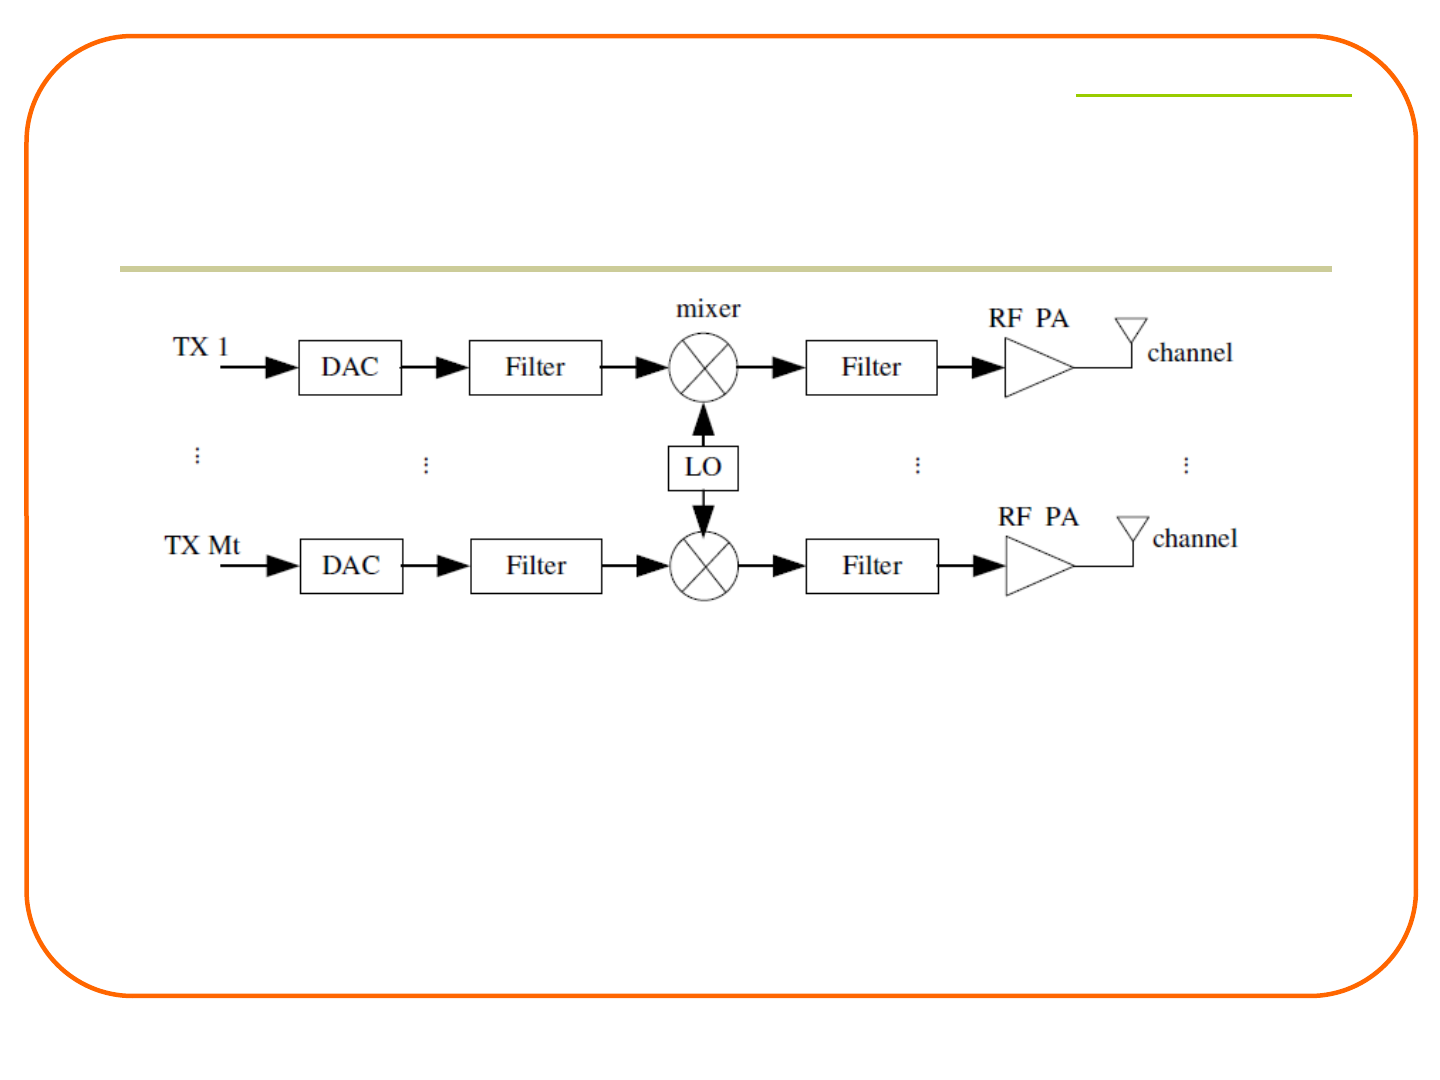 mixer
RF PA
TX 1
DAC
Filter
Filter
channel
⋮ ⋮ LO ⋮ ⋮
RF PA
TX Mt
DAC
Filter
Filter
channel